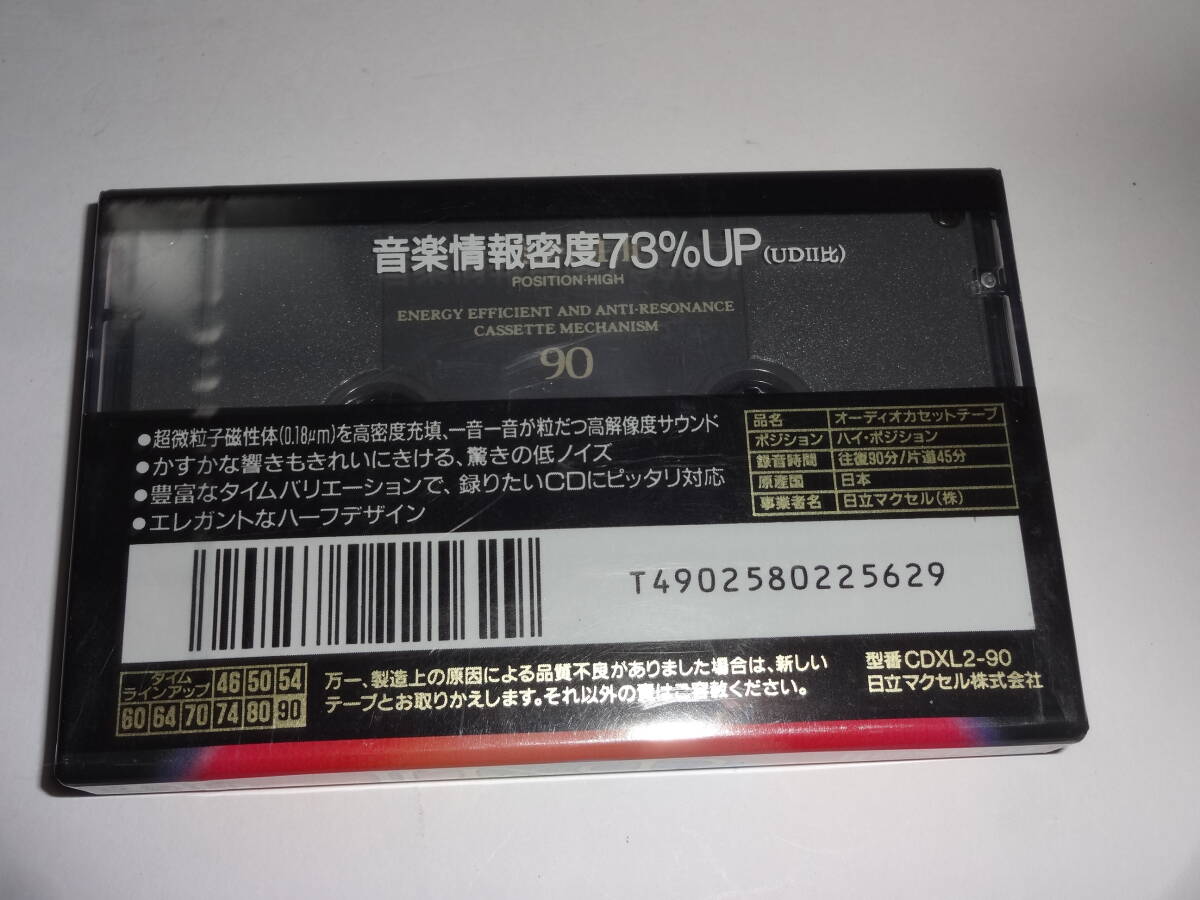 音楽情報密度73%UP(UDII比)
POSITION·HIGH
ENERGY EFFICIENT AND ANTI-RESONANCE
CASSETTE MECHANISM
90
●超微粒子磁性体(0.18μm)を高密度充填、一音一音が粒だつ高解像度サウンド
●かすかな響きもきれいにきける、驚きの低ノイズ
●豊富なタイムバリエーションで、録りたいCDにピッタリ対応
●エレガントなハーフデザイン
品名 オーディオカセットテープ
ポジション ハイ・ポジション
録音時間 往復90分/片道45分
原産国 日本
事業者名 日立マクセル(株)
T4902580225629
タイム
ラインアップ 46 50 54
60 64 70 74 80 90
万一、製造上の原因による品質不良がありました場合は、新しい
テープとお取りかえします。それ以外の責はご容赦ください。
型番 CDXL2-90
日立マクセル株式会社